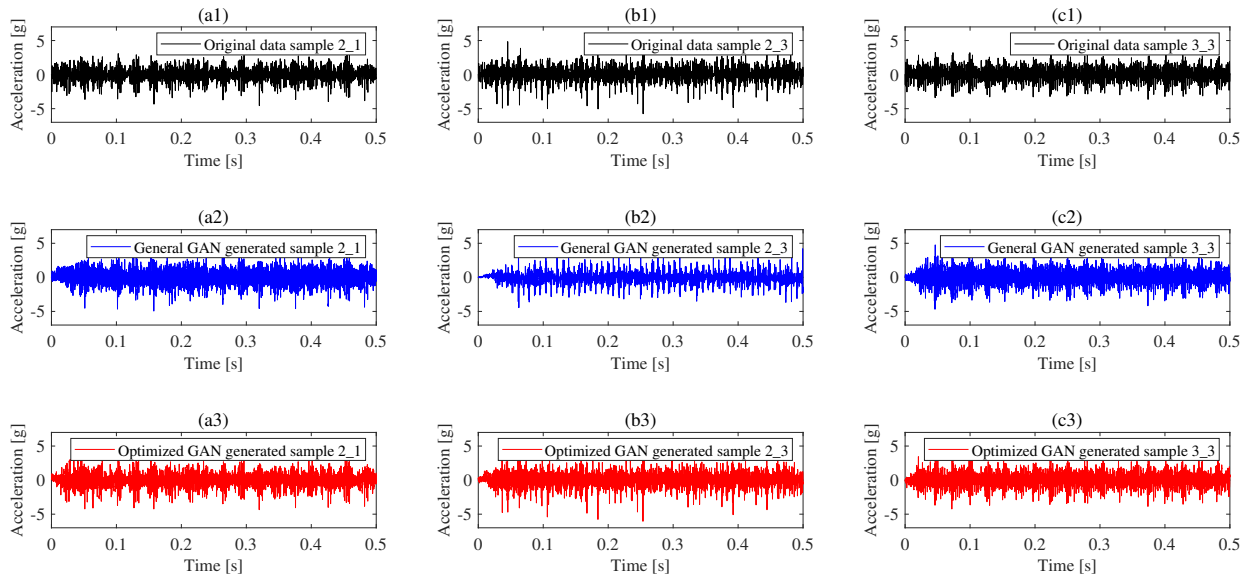 (a1)
Acceleration [g]
5
0
-5
Original data sample 2_1
0 0.1 0.2 0.3 0.4 0.5
Time [s]
(b1)
Acceleration [g]
5
0
-5
Original data sample 2_3
0 0.1 0.2 0.3 0.4 0.5
Time [s]
(c1)
Acceleration [g]
5
0
-5
Original data sample 3_3
0 0.1 0.2 0.3 0.4 0.5
Time [s]
(a2)
Acceleration [g]
5
0
-5
General GAN generated sample 2_1
0 0.1 0.2 0.3 0.4 0.5
Time [s]
(b2)
Acceleration [g]
5
0
-5
General GAN generated sample 2_3
0 0.1 0.2 0.3 0.4 0.5
Time [s]
(c2)
Acceleration [g]
5
0
-5
General GAN generated sample 3_3
0 0.1 0.2 0.3 0.4 0.5
Time [s]
(a3)
Acceleration [g]
5
0
-5
Optimized GAN generated sample 2_1
0 0.1 0.2 0.3 0.4 0.5
Time [s]
(b3)
Acceleration [g]
5
0
-5
Optimized GAN generated sample 2_3
0 0.1 0.2 0.3 0.4 0.5
Time [s]
(c3)
Acceleration [g]
5
0
-5
Optimized GAN generated sample 3_3
0 0.1 0.2 0.3 0.4 0.5
Time [s]